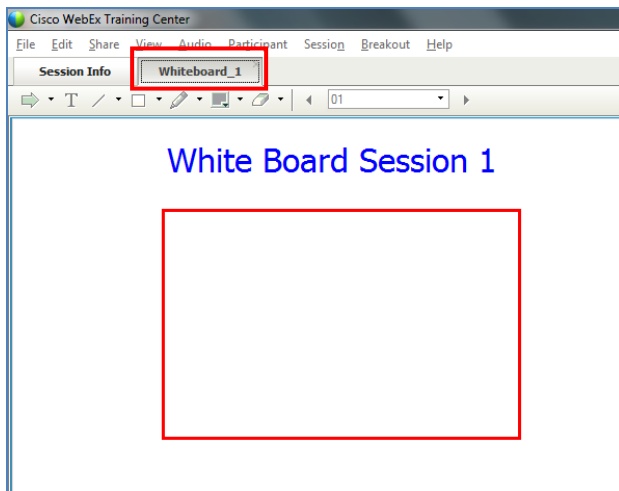 Cisco WebEx Training Center
File Edit Share View Audio Participant Session Breakout Help
Session Info Whiteboard_1
T 01
White Board Session 1